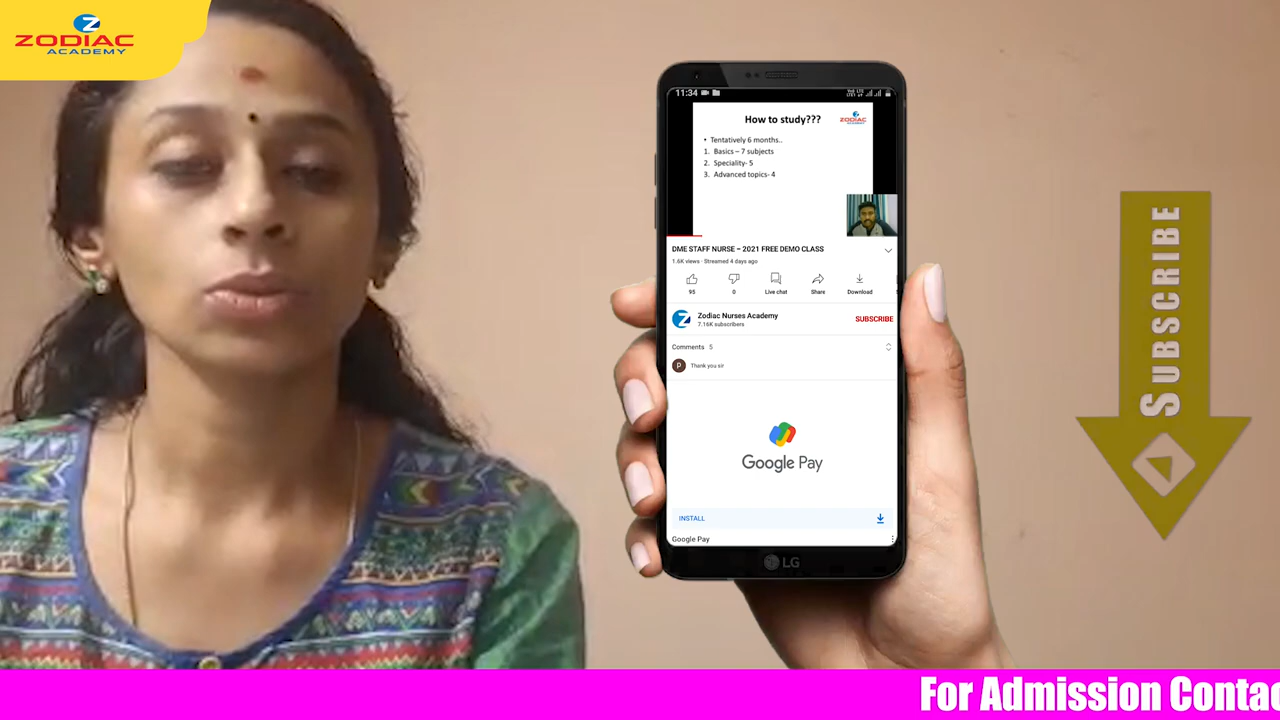 Z
ZODIAC
ACADEMY
11:34
How to study???
ZODIAC
ACADEMY
• Tentatively 6 months..
1. Basics – 7 subjects
2. Speciality- 5
3. Advanced topics- 4
DME STAFF NURSE – 2021 FREE DEMO CLASS
1.6K views · Streamed 4 days ago
95
0
Live chat
Share
Download
Zodiac Nurses Academy
7.16K subscribers
SUBSCRIBE
Comments 5
P Thank you sir
Google Pay
INSTALL
Google Pay
LG
SUBSCRIBE
For Admission Contac